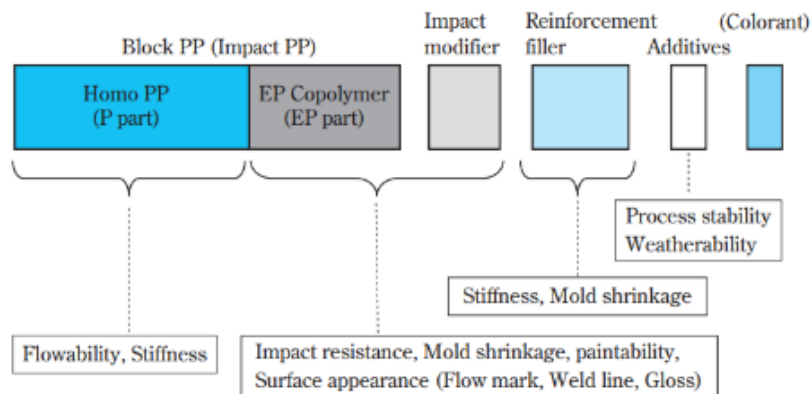 Block PP (Impact PP)
Impact
modifier
Reinforcement
filler
Additives
(Colorant)
Homo PP
(P part)
EP Copolymer
(EP part)
Process stability
Weatherability
Stiffness, Mold shrinkage
Flowability, Stiffness
Impact resistance, Mold shrinkage, paintability,
Surface appearance (Flow mark, Weld line, Gloss)